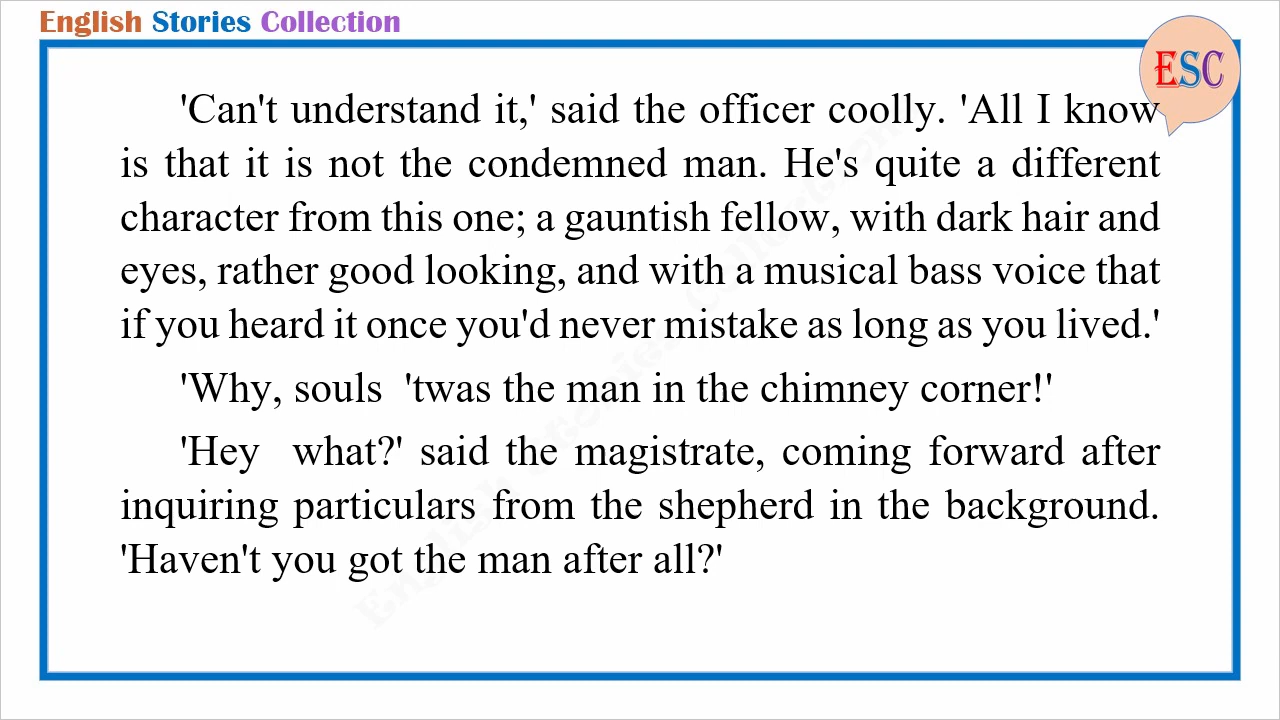 English Stories Collection
ESC
'Can't understand it,' said the officer coolly. 'All I know
is that it is not the condemned man. He's quite a different
character from this one; a gauntish fellow, with dark hair and
eyes, rather good looking, and with a musical bass voice that
if you heard it once you'd never mistake as long as you lived.'
'Why, souls  'twas the man in the chimney corner!'
'Hey  what?' said the magistrate, coming forward after
inquiring particulars from the shepherd in the background.
'Haven't you got the man after all?'
English Stories Collection